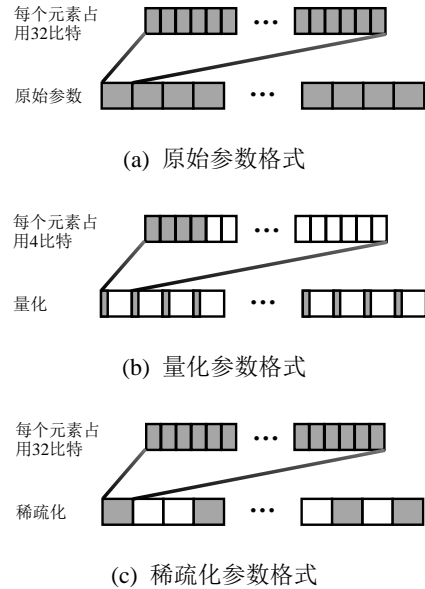 每个元素占
用32比特
•••
•••
原始参数
•••
(a) 原始参数格式
每个元素占
用4比特
•••
量化
•••
(b) 量化参数格式
每个元素占
用32比特
•••
•••
稀疏化
•••
(c) 稀疏化参数格式